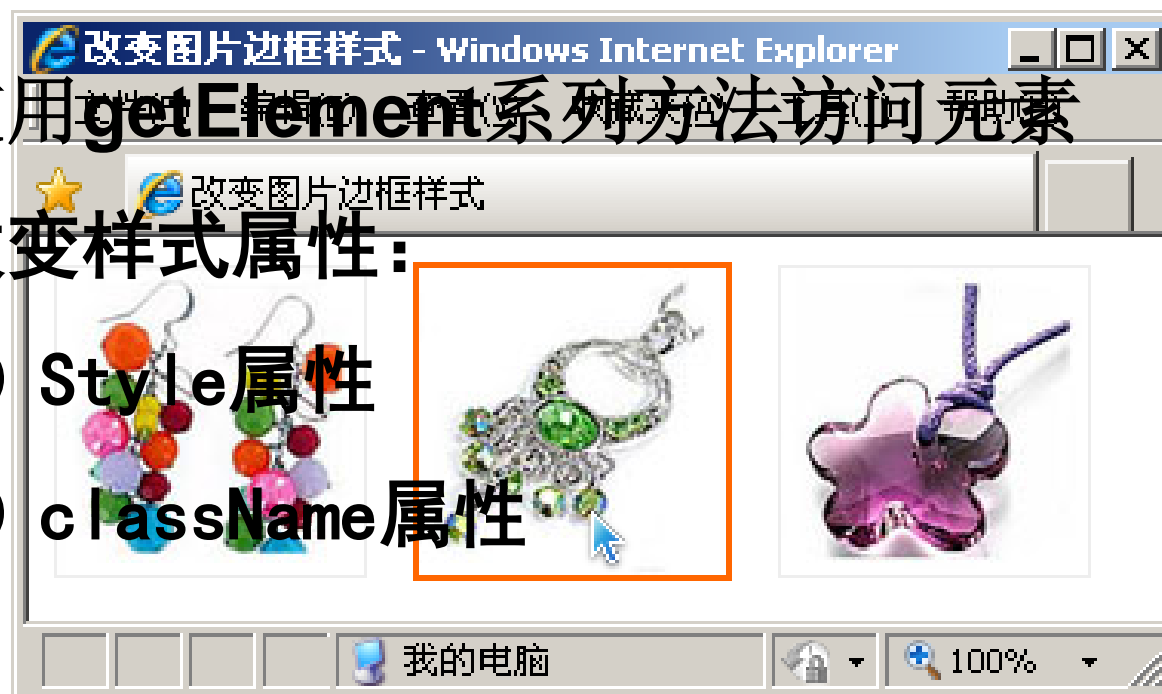 改变图片边框样式 - Windows Internet Explorer
用getElement系列方法访问元素
改变图片边框样式
变样式属性：
) Style属性
) className属性
我的电脑
100%